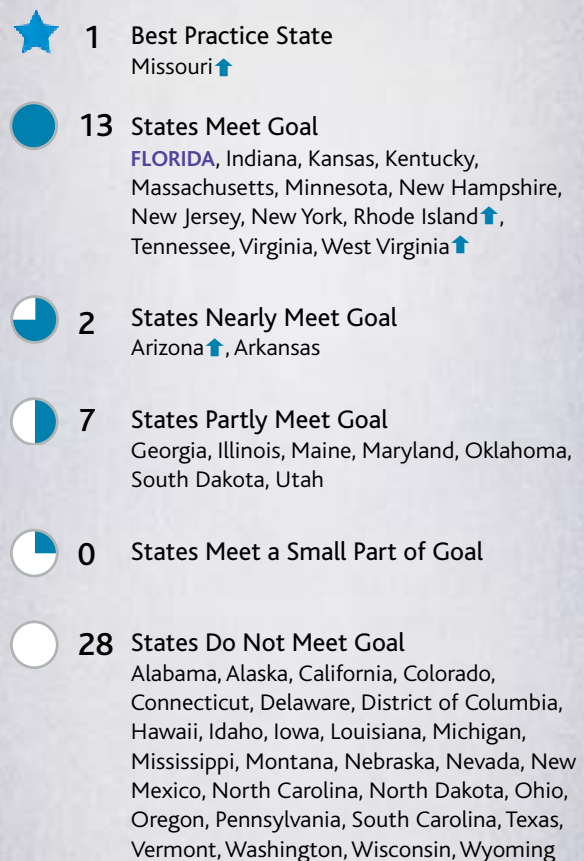 1 Best Practice State
Missouri⬆
13 States Meet Goal
FLORIDA, Indiana, Kansas, Kentucky,
Massachusetts, Minnesota, New Hampshire,
New Jersey, New York, Rhode Island⬆,
Tennessee, Virginia, West Virginia⬆
2 States Nearly Meet Goal
Arizona⬆, Arkansas
7 States Partly Meet Goal
Georgia, Illinois, Maine, Maryland, Oklahoma,
South Dakota, Utah
0 States Meet a Small Part of Goal
28 States Do Not Meet Goal
Alabama, Alaska, California, Colorado,
Connecticut, Delaware, District of Columbia,
Hawaii, Idaho, Iowa, Louisiana, Michigan,
Mississippi, Montana, Nebraska, Nevada, New
Mexico, North Carolina, North Dakota, Ohio,
Oregon, Pennsylvania, South Carolina, Texas,
Vermont, Washington, Wisconsin, Wyoming